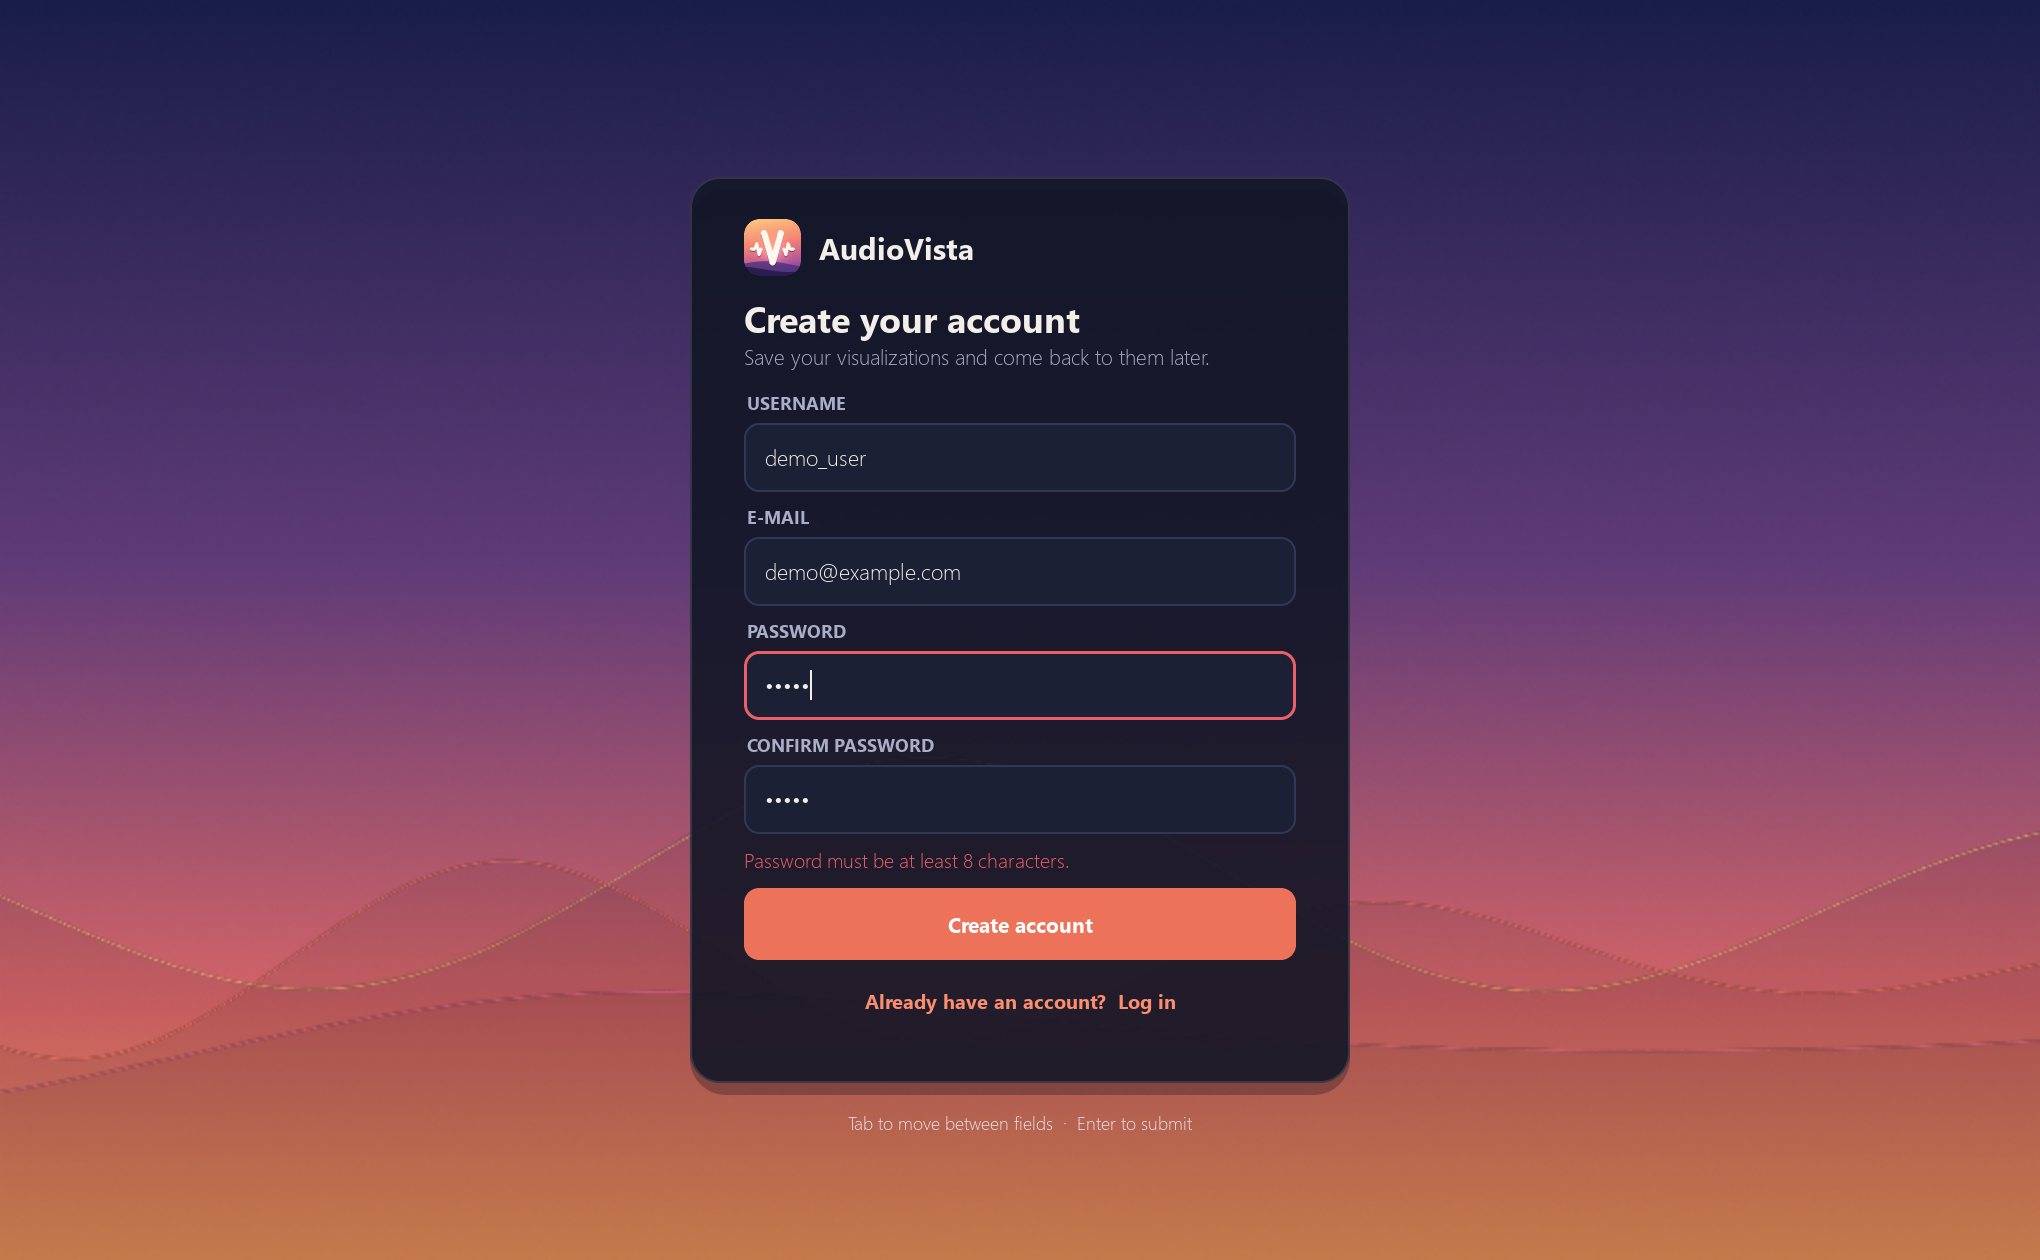 AudioVista
Create your account
Save your visualizations and come back to them later.
USERNAME
demo_user
E-MAIL
demo@example.com
PASSWORD
•••••
CONFIRM PASSWORD
•••••
Password must be at least 8 characters.
Create account
Already have an account? Log in
Tab to move between fields · Enter to submit